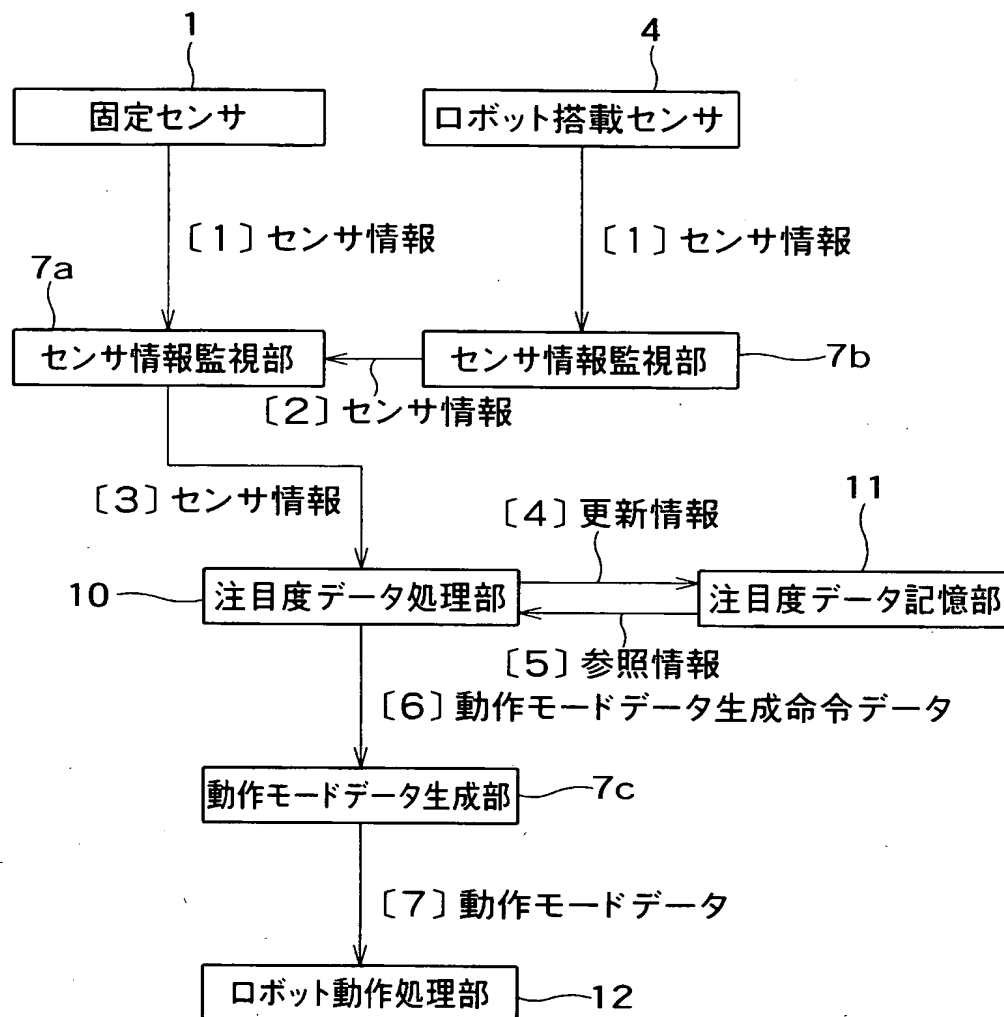 1
4
固定センサ
ロボット搭載センサ
〔1〕センサ情報
〔1〕センサ情報
7a
センサ情報監視部
センサ情報監視部
7b
〔2〕センサ情報
〔3〕センサ情報
〔4〕更新情報
11
10
注目度データ処理部
注目度データ記憶部
〔5〕参照情報
〔6〕動作モードデータ生成命令データ
動作モードデータ生成部
7c
〔7〕動作モードデータ
ロボット動作処理部
12